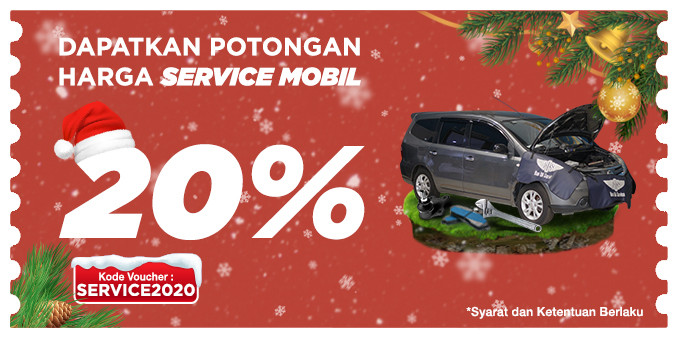 DAPATKAN POTONGAN
HARGA SERVICE MOBIL
20%
Kode Voucher :
SERVICE2020
*Syarat dan Ketentuan Berlaku